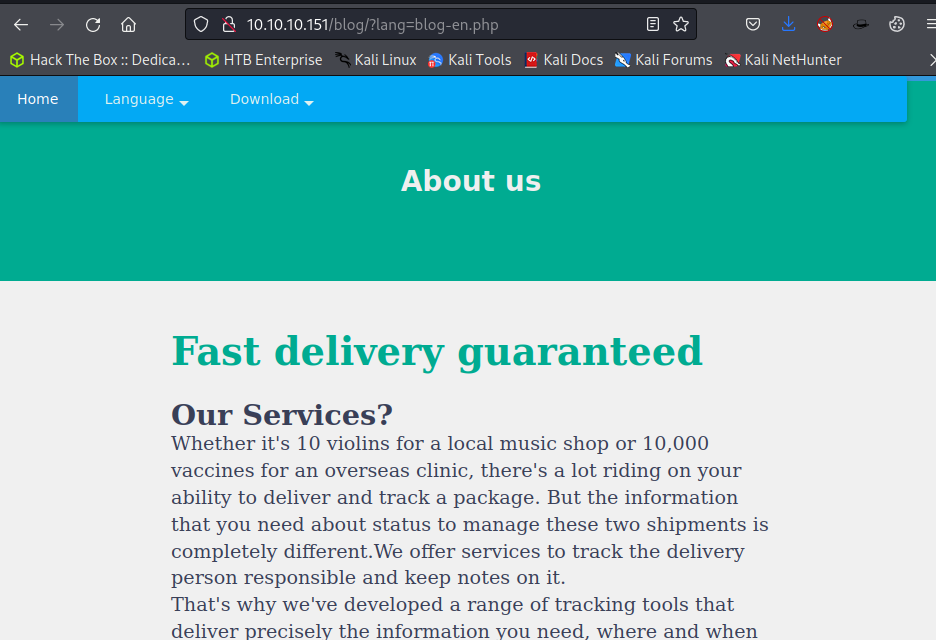 10.10.10.151/blog/?lang=blog-en.php
Hack The Box :: Dedica… HTB Enterprise Kali Linux Kali Tools Kali Docs Kali Forums Kali NetHunter
Home Language Download
About us
Fast delivery guaranteed
Our Services?
Whether it's 10 violins for a local music shop or 10,000
vaccines for an overseas clinic, there's a lot riding on your
ability to deliver and track a package. But the information
that you need about status to manage these two shipments is
completely different.We offer services to track the delivery
person responsible and keep notes on it.
That's why we've developed a range of tracking tools that
deliver precisely the information you need, where and when